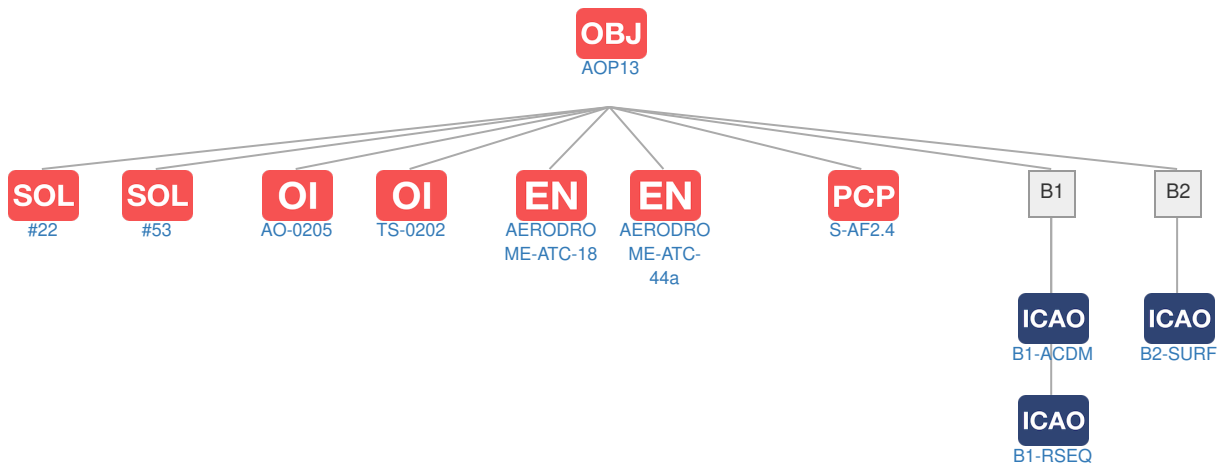 OBJ
AOP13
SOL
SOL
OI
OI
EN
EN
PCP
B1
B2
#22
#53
AO-0205
TS-0202
AERODRO
ME-ATC-18
AERODRO
ME-ATC-
44a
S-AF2.4
ICAO
ICAO
B1-ACDM
B2-SURF
ICAO
B1-RSEQ